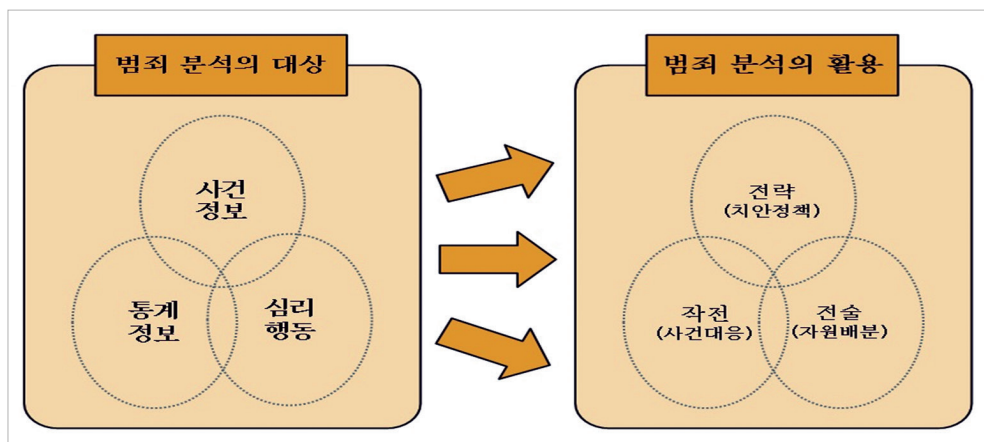 범죄 분석의 대상
사건
정보
통계
정보
심리
행동
범죄 분석의 활용
전략
(치안정책)
작전
(사건대응)
전술
(자원배분)